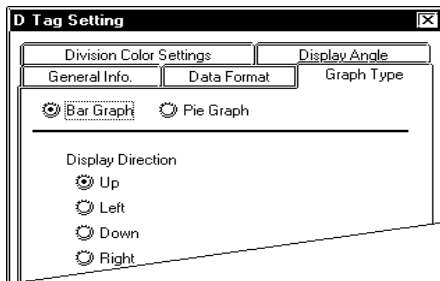 D Tag Setting
Division Color Settings Display Angle
General Info. Data Format Graph Type
Bar Graph Pie Graph
Display Direction
Up
Left
Down
Right